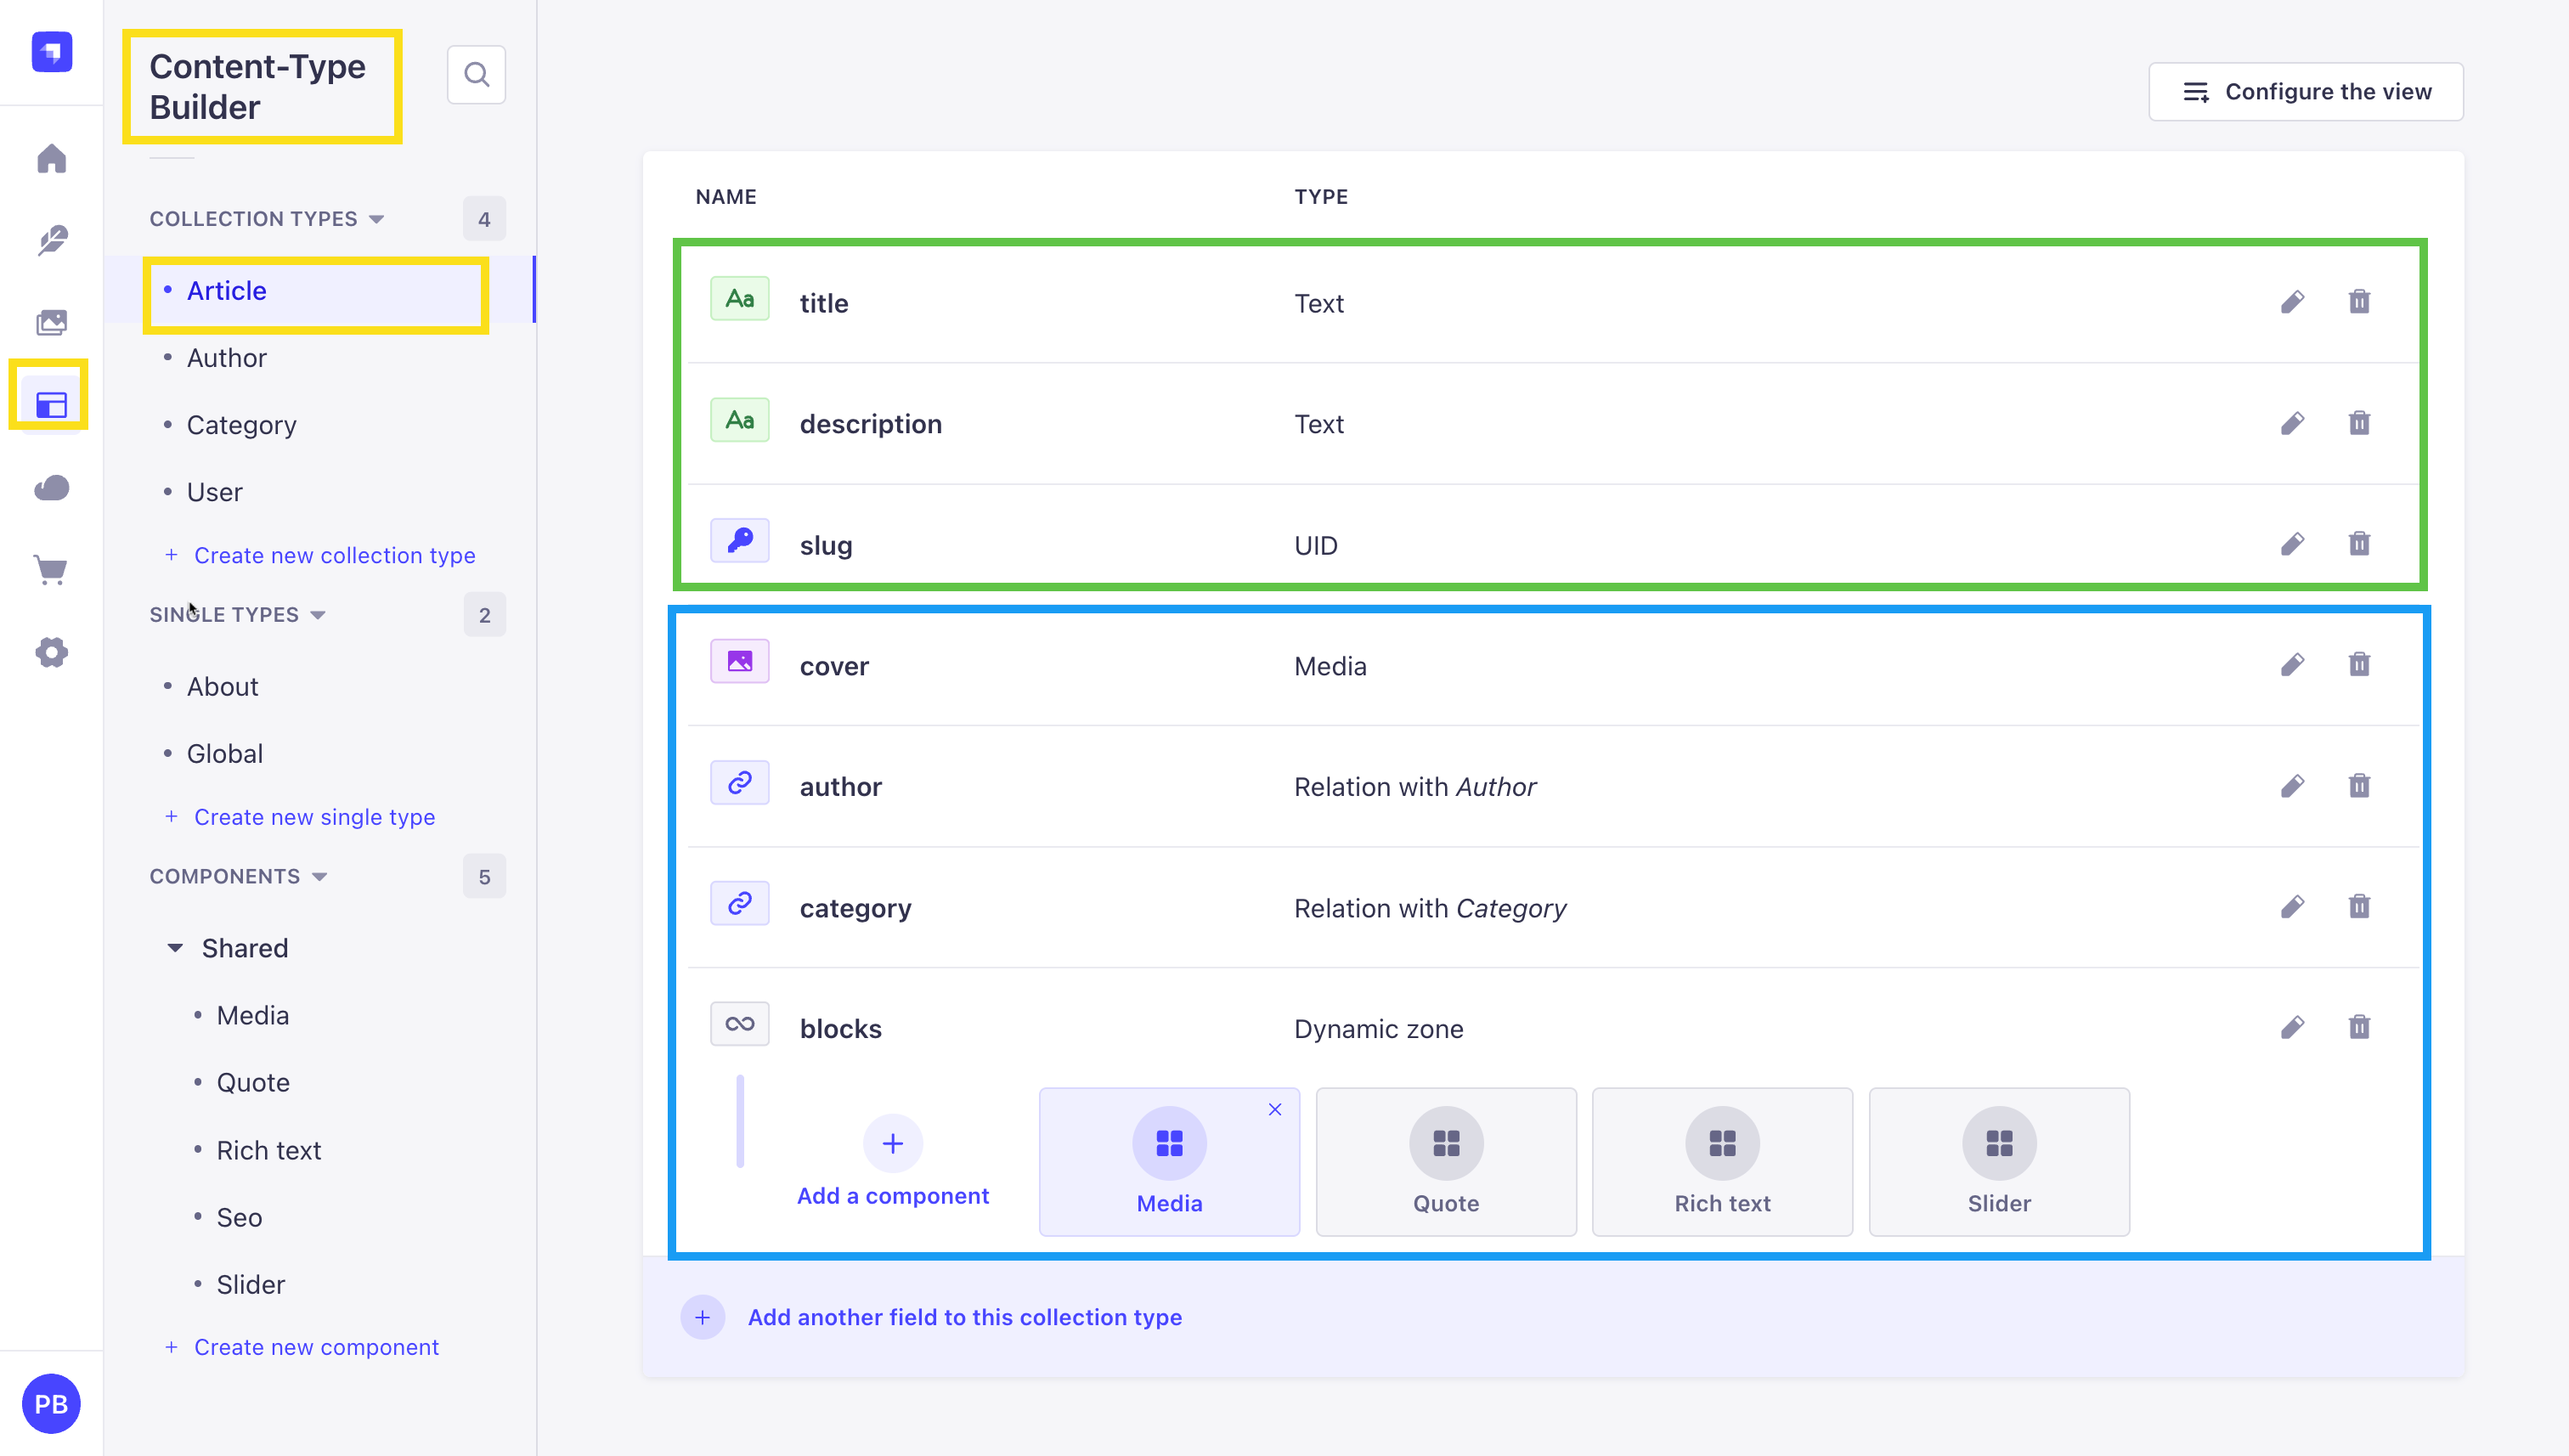 Content-Type
Builder
COLLECTION TYPES
4
Article
Author
Category
User
+ Create new collection type
SINGLE TYPES
2
About
Global
+ Create new single type
COMPONENTS
5
Shared
Media
Quote
Rich text
Seo
Slider
+ Create new component
PB
Configure the view
NAME TYPE
Aa title Text
Aa description Text
slug UID
cover Media
author Relation with Author
category Relation with Category
blocks Dynamic zone
Add a component
Media
Quote
Rich text
Slider
Add another field to this collection type